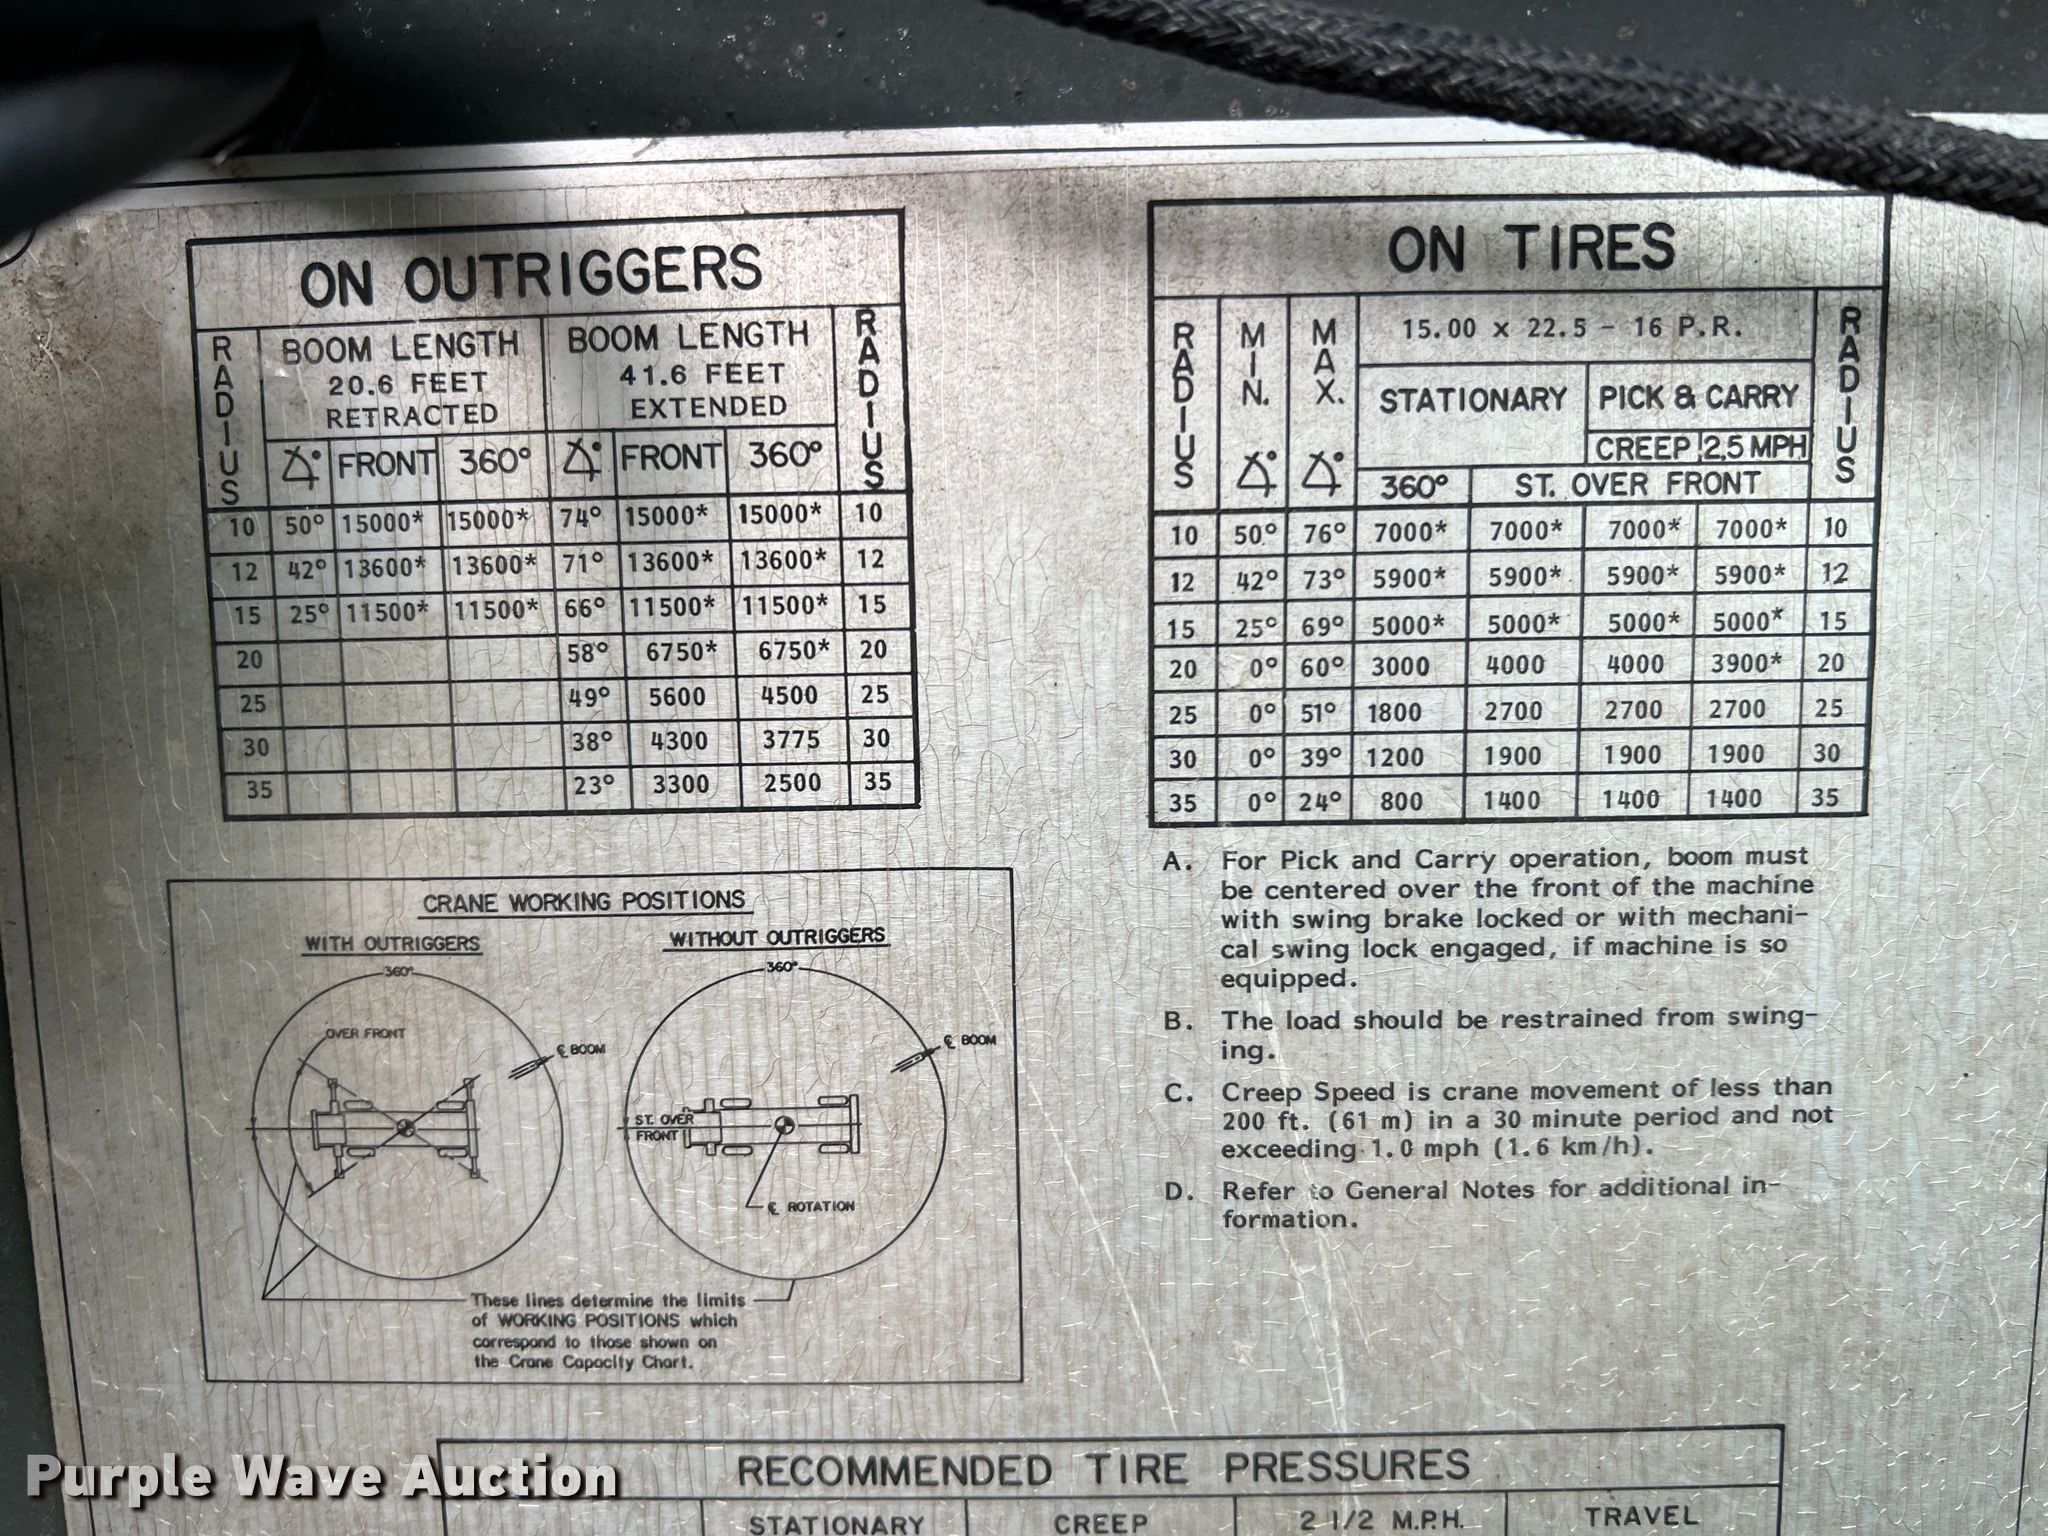 ON OUTRIGGERS
RADIUS BOOM LENGTH 20.6 FEET RETRACTED BOOM LENGTH 41.6 FEET EXTENDED RADIUS
FRONT 360° FRONT 360°
10 50° 15000* 15000* 74° 15000* 15000* 10
12 42° 13600* 13600* 71° 13600* 13600* 12
15 25° 11500* 11500* 66° 11500* 11500* 15
20 58° 6750* 6750* 20
25 49° 5600 4500 25
30 38° 4300 3775 30
35 23° 3300 2500 35
ON TIRES
RADIUS MIN. MAX. 15.00 x 22.5 - 16 P.R. RADIUS
STATIONARY PICK & CARRY
CREEP 2.5 MPH
360° ST. OVER FRONT
10 50° 76° 7000* 7000* 7000* 7000* 10
12 42° 73° 5900* 5900* 5900* 5900* 12
15 25° 69° 5000* 5000* 5000* 5000* 15
20 0° 60° 3000 4000 4000 3900* 20
25 0° 51° 1800 2700 2700 2700 25
30 0° 39° 1200 1900 1900 1900 30
35 0° 24° 800 1400 1400 1400 35
CRANE WORKING POSITIONS
WITH OUTRIGGERS
360°
OVER FRONT
℄ BOOM
WITHOUT OUTRIGGERS
360°
℄ BOOM
ST. OVER
FRONT
℄ ROTATION
These lines determine the limits
of WORKING POSITIONS which
correspond to those shown on
the Crane Capacity Chart.
A. For Pick and Carry operation, boom must
be centered over the front of the machine
with swing brake locked or with mechani-
cal swing lock engaged, if machine is so
equipped.
B. The load should be restrained from swing-
ing.
C. Creep Speed is crane movement of less than
200 ft. (61 m) in a 30 minute period and not
exceeding 1.0 mph (1.6 km/h).
D. Refer to General Notes for additional in-
formation.
RECOMMENDED TIRE PRESSURES
STATIONARY CREEP 2 1/2 M.P.H. TRAVEL
Purple Wave Auction